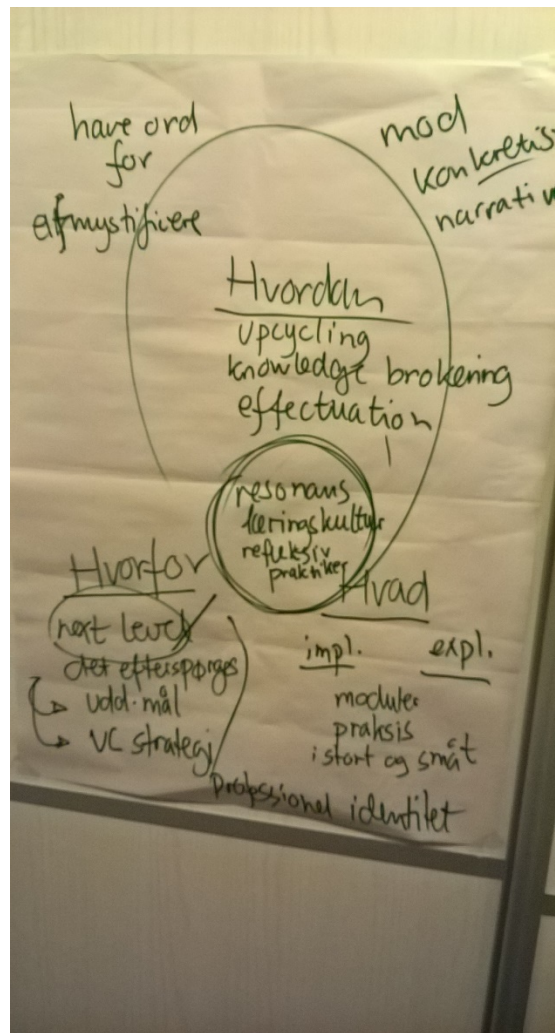 have ord
for
afmystificere
mod
konkretis
narrativ
Hvordan
upcycling
knowledge brokering
effectuation
resonans
læringskultur
refleksiv
praktiker
Hvorfor
next level
det efterspørges
udd. mål
VC strategi
Hvad
impl. expl.
moduler
praksis
i stort og småt
professionel identitet